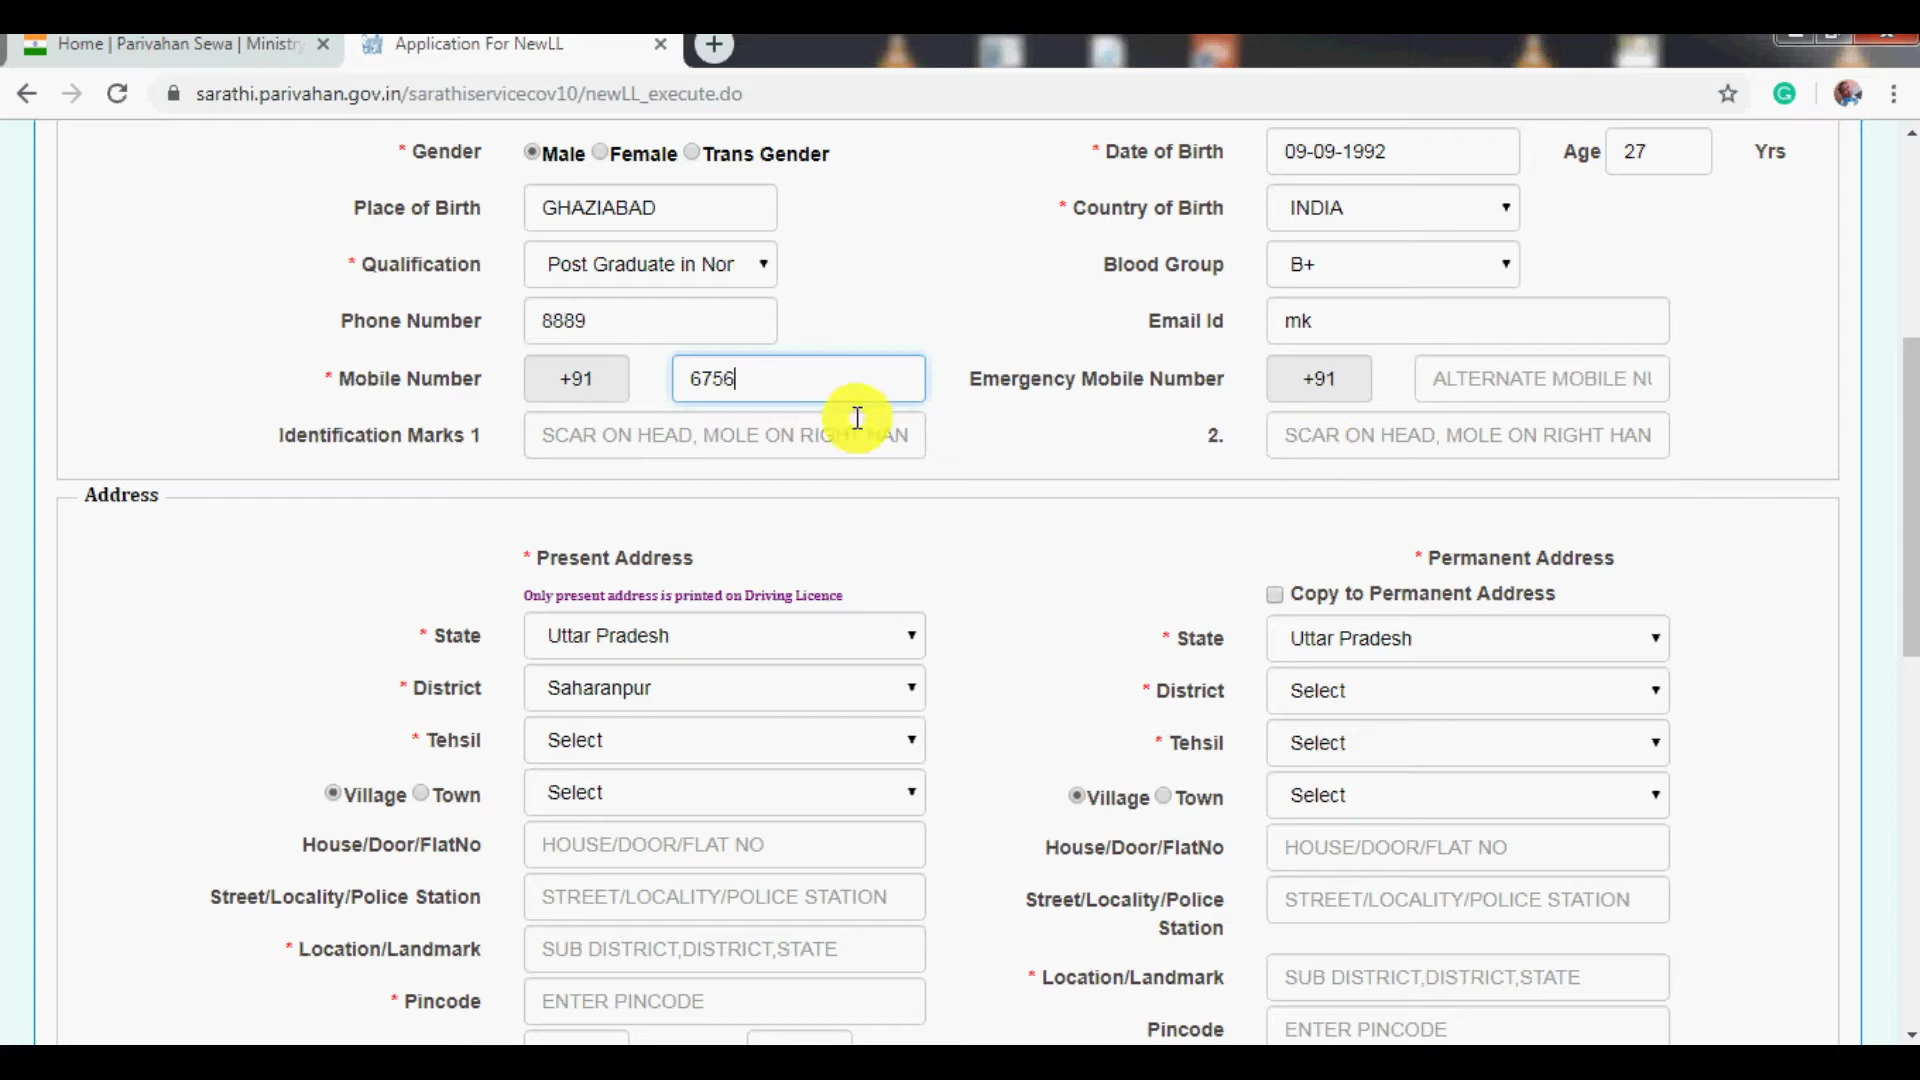 Home | Parivahan Sewa | Ministry
Application For NewLL
sarathi.parivahan.gov.in/sarathiservicecov10/newLL_execute.do
* Gender Male Female Trans Gender * Date of Birth 09-09-1992 Age 27 Yrs
Place of Birth GHAZIABAD * Country of Birth INDIA
* Qualification Post Graduate in Nor Blood Group B+
Phone Number 8889 Email Id mk
* Mobile Number +91 6756 Emergency Mobile Number +91 ALTERNATE MOBILE NU
Identification Marks 1 SCAR ON HEAD, MOLE ON RIGHT HAN 2. SCAR ON HEAD, MOLE ON RIGHT HAN
Address
* Present Address * Permanent Address
Only present address is printed on Driving Licence Copy to Permanent Address
* State Uttar Pradesh * State Uttar Pradesh
* District Saharanpur * District Select
* Tehsil Select * Tehsil Select
Village Town Select Village Town Select
House/Door/FlatNo HOUSE/DOOR/FLAT NO House/Door/FlatNo HOUSE/DOOR/FLAT NO
Street/Locality/Police Station STREET/LOCALITY/POLICE STATION Street/Locality/Police Station STREET/LOCALITY/POLICE STATION
* Location/Landmark SUB DISTRICT,DISTRICT,STATE * Location/Landmark SUB DISTRICT,DISTRICT,STATE
* Pincode ENTER PINCODE Pincode ENTER PINCODE